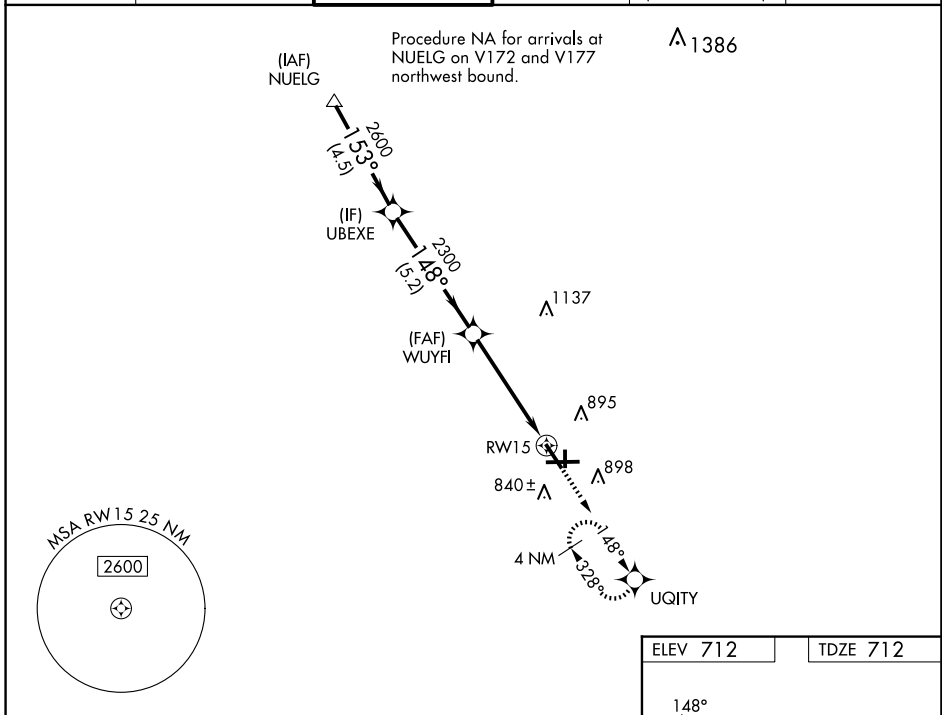 Procedure NA for arrivals at
NUELG on V172 and V177
northwest bound.
1386
(IAF)
NUELG
2600
153°
(4.5)
(IF)
UBEXE
2300
148°
(5.2)
1137
(FAF)
WUYFI
895
RW15
898
840±
MSA RW15 25 NM
2600
4 NM
148°
328°
UQITY
ELEV 712
TDZE 712
148°